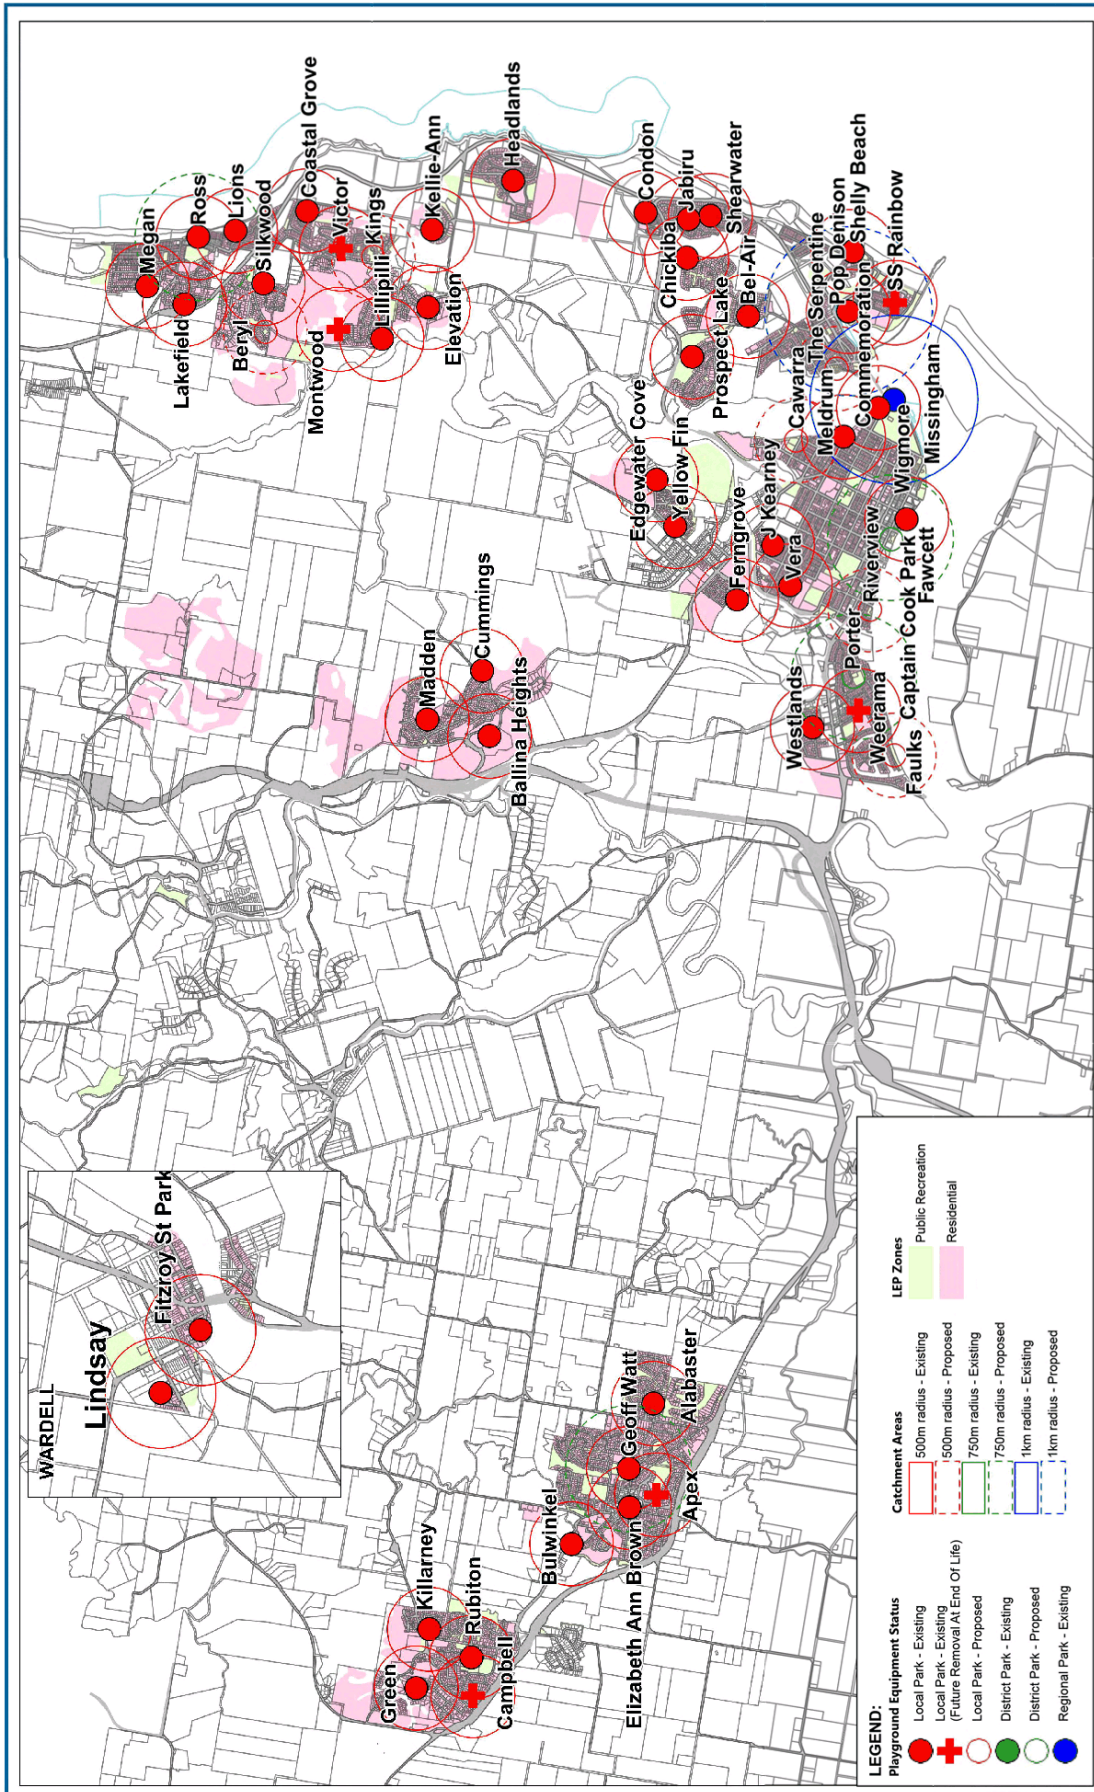 WARDELL
Lindsay
Fitzroy St Park
Megan
Ross
Lions
Lakefield
Silkwood
Beryl
Coastal Grove
Victor
Kings
Montwood
Lillipilli
Kellie-Ann
Elevation
Headlands
Condon
Jabiru
Shearwater
Chickiba
Bel-Air
Prospect Lake
Edgewater Cove
Yellow Fin
Ferngrove
J Kearney
Vera
Cawarra
The Serpentine
Pop Denison
Shelly Beach
SS Rainbow
Meldrum
Commemoration
Missingham
Wigmore
Riverview
Fawcett
Captain Cook Park
Porter
Westlands
Weerama
Faulks
Madden
Cummings
Ballina Heights
Killarney
Rubiton
Green
Campbell
Bulwinkel
Geoff Watt
Alabaster
Elizabeth Ann Brown
Apex
LEGEND:
Playground Equipment Status
Local Park - Existing
Local Park - Existing
(Future Removal At End Of Life)
Local Park - Proposed
District Park - Existing
District Park - Proposed
Regional Park - Existing
Catchment Areas
500m radius - Existing
500m radius - Proposed
750m radius - Existing
750m radius - Proposed
1km radius - Existing
1km radius - Proposed
LEP Zones
Public Recreation
Residential